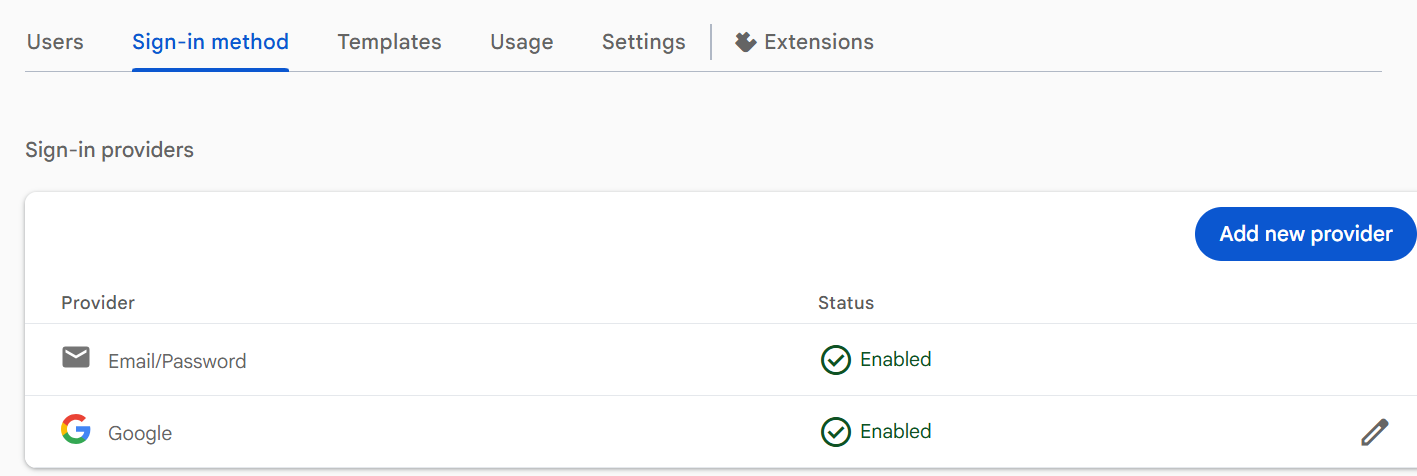 Users Sign-in method Templates Usage Settings Extensions
Sign-in providers
Add new provider
Provider Status
Email/Password Enabled
Google Enabled